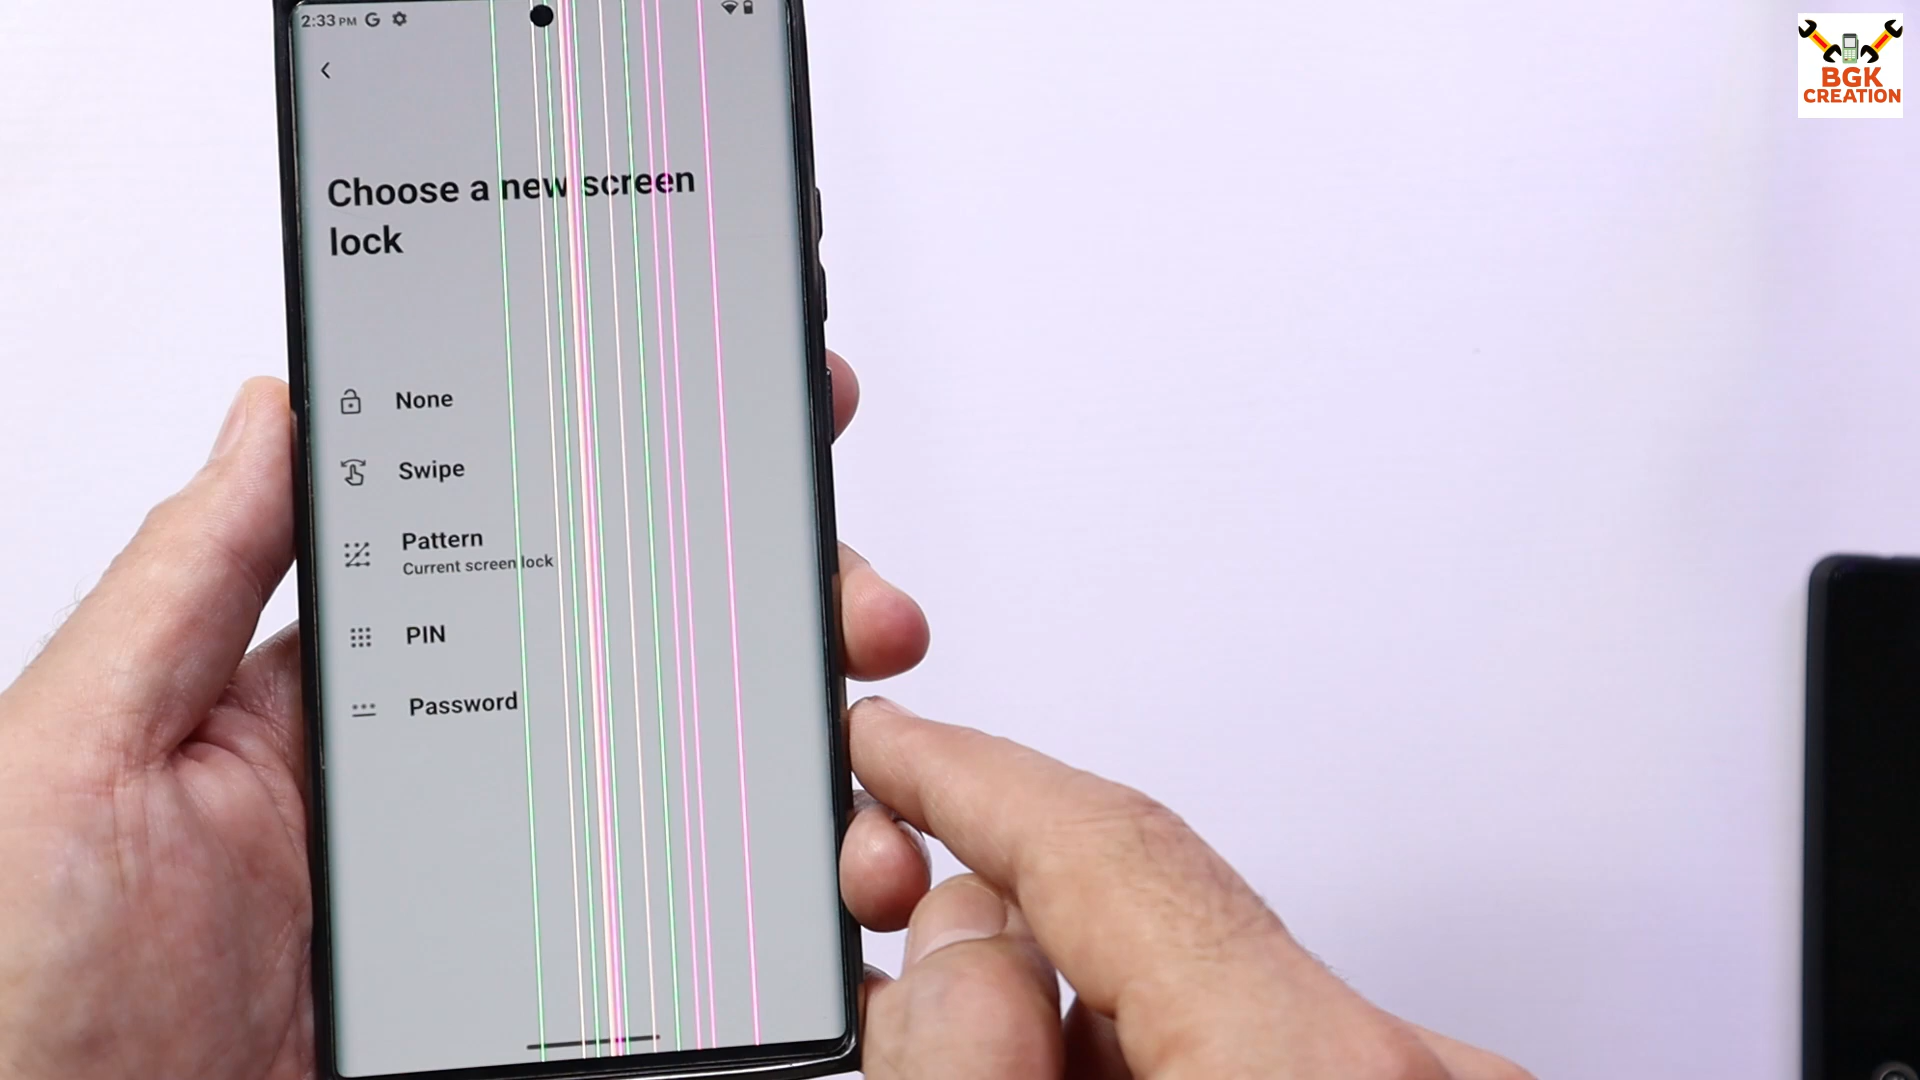 2:33 PM G
BGK
CREATION
Choose a new screen
lock
None
Swipe
Pattern
Current screen lock
PIN
Password